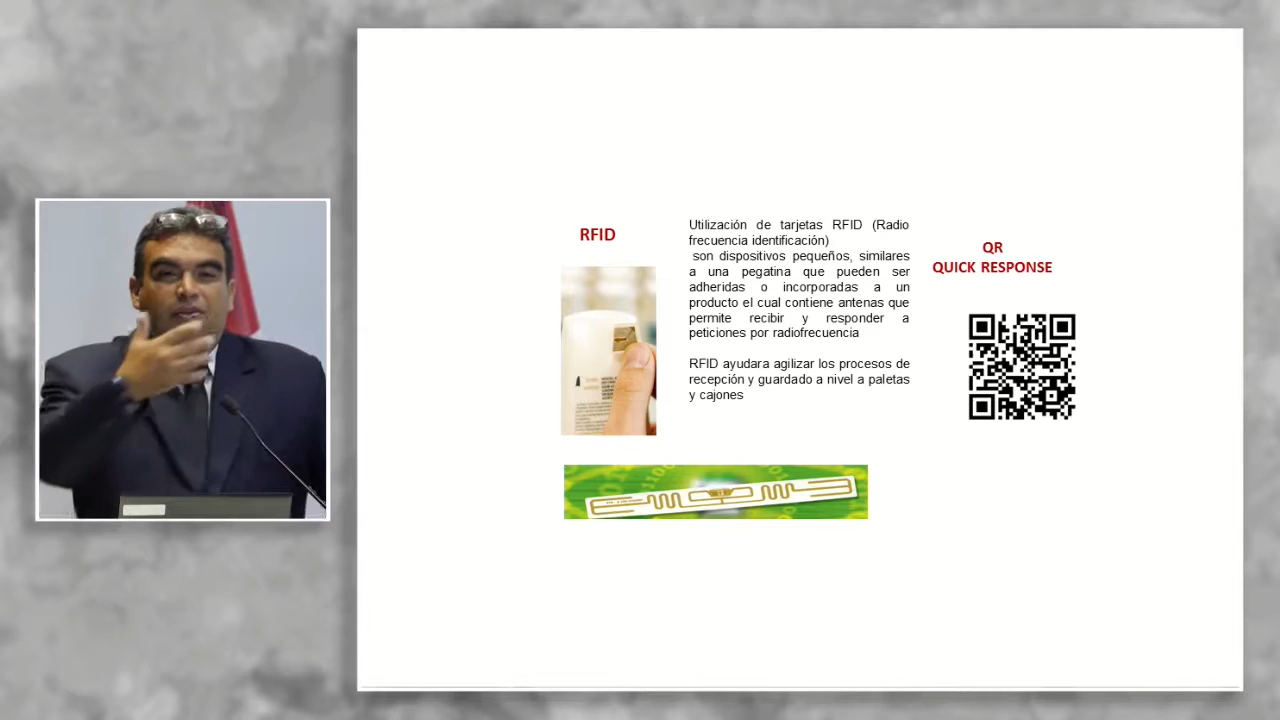 RFID
Utilización de tarjetas RFID (Radio
frecuencia identificación)
son dispositivos pequeños, similares
a una pegatina que pueden ser
adheridas o incorporadas a un
producto el cual contiene antenas que
permite recibir y responder a
peticiones por radiofrecuencia
RFID ayudara agilizar los procesos de
recepción y guardado a nivel a paletas
y cajones
QR
QUICK RESPONSE